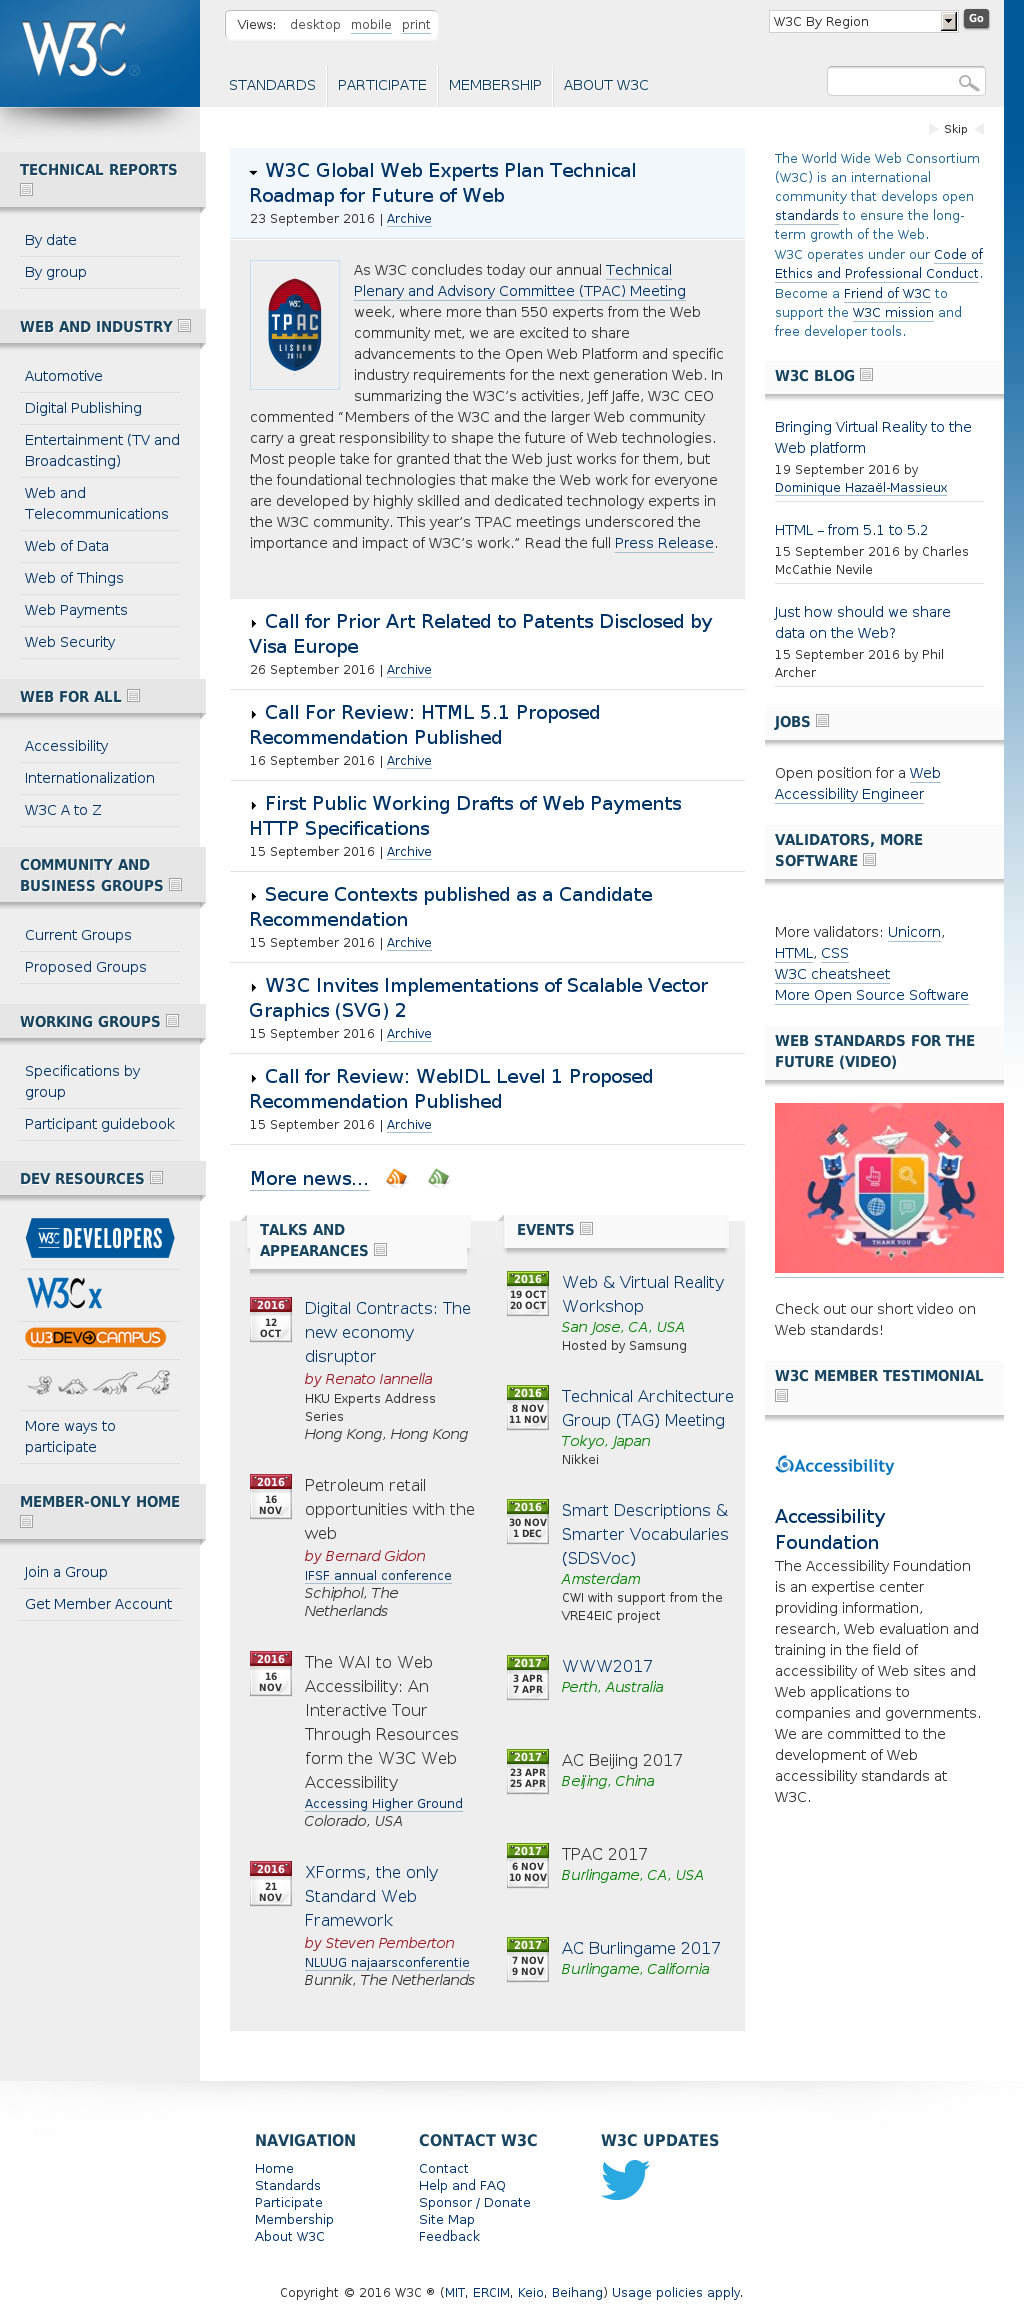 W3C
Views: desktop mobile print
W3C By Region
Go
STANDARDS
PARTICIPATE
MEMBERSHIP
ABOUT W3C
Skip
TECHNICAL REPORTS
By date
By group
WEB AND INDUSTRY
Automotive
Digital Publishing
Entertainment (TV and
Broadcasting)
Web and
Telecommunications
Web of Data
Web of Things
Web Payments
Web Security
WEB FOR ALL
Accessibility
Internationalization
W3C A to Z
COMMUNITY AND
BUSINESS GROUPS
Current Groups
Proposed Groups
WORKING GROUPS
Specifications by
group
Participant guidebook
DEV RESOURCES
W3C DEVELOPERS
W3Cx
W3DEVCAMPUS
More ways to
participate
MEMBER-ONLY HOME
Join a Group
Get Member Account
W3C Global Web Experts Plan Technical
Roadmap for Future of Web
23 September 2016 | Archive
W3C
TPAC
LISBON
2016
As W3C concludes today our annual Technical
Plenary and Advisory Committee (TPAC) Meeting
week, where more than 550 experts from the Web
community met, we are excited to share
advancements to the Open Web Platform and specific
industry requirements for the next generation Web. In
summarizing the W3C’s activities, Jeff Jaffe, W3C CEO
commented “Members of the W3C and the larger Web community
carry a great responsibility to shape the future of Web technologies.
Most people take for granted that the Web just works for them, but
the foundational technologies that make the Web work for everyone
are developed by highly skilled and dedicated technology experts in
the W3C community. This year’s TPAC meetings underscored the
importance and impact of W3C’s work.” Read the full Press Release.
Call for Prior Art Related to Patents Disclosed by
Visa Europe
26 September 2016 | Archive
Call For Review: HTML 5.1 Proposed
Recommendation Published
16 September 2016 | Archive
First Public Working Drafts of Web Payments
HTTP Specifications
15 September 2016 | Archive
Secure Contexts published as a Candidate
Recommendation
15 September 2016 | Archive
W3C Invites Implementations of Scalable Vector
Graphics (SVG) 2
15 September 2016 | Archive
Call for Review: WebIDL Level 1 Proposed
Recommendation Published
15 September 2016 | Archive
More news…
TALKS AND
APPEARANCES
2016
12
OCT
Digital Contracts: The
new economy
disruptor
by Renato Iannella
HKU Experts Address
Series
Hong Kong, Hong Kong
2016
16
NOV
Petroleum retail
opportunities with the
web
by Bernard Gidon
IFSF annual conference
Schiphol, The
Netherlands
2016
16
NOV
The WAI to Web
Accessibility: An
Interactive Tour
Through Resources
form the W3C Web
Accessibility
Accessing Higher Ground
Colorado, USA
2016
21
NOV
XForms, the only
Standard Web
Framework
by Steven Pemberton
NLUUG najaarsconferentie
Bunnik, The Netherlands
EVENTS
2016
19 OCT
20 OCT
Web & Virtual Reality
Workshop
San Jose, CA, USA
Hosted by Samsung
2016
8 NOV
11 NOV
Technical Architecture
Group (TAG) Meeting
Tokyo, Japan
Nikkei
2016
30 NOV
1 DEC
Smart Descriptions &
Smarter Vocabularies
(SDSVoc)
Amsterdam
CWI with support from the
VRE4EIC project
2017
3 APR
7 APR
WWW2017
Perth, Australia
2017
23 APR
25 APR
AC Beijing 2017
Beijing, China
2017
6 NOV
10 NOV
TPAC 2017
Burlingame, CA, USA
2017
7 NOV
9 NOV
AC Burlingame 2017
Burlingame, California
The World Wide Web Consortium
(W3C) is an international
community that develops open
standards to ensure the long-
term growth of the Web.
W3C operates under our Code of
Ethics and Professional Conduct.
Become a Friend of W3C to
support the W3C mission and
free developer tools.
W3C BLOG
Bringing Virtual Reality to the
Web platform
19 September 2016 by
Dominique Hazaël-Massieux
HTML – from 5.1 to 5.2
15 September 2016 by Charles
McCathie Nevile
Just how should we share
data on the Web?
15 September 2016 by Phil
Archer
JOBS
Open position for a Web
Accessibility Engineer
VALIDATORS, MORE
SOFTWARE
More validators: Unicorn,
HTML, CSS
W3C cheatsheet
More Open Source Software
WEB STANDARDS FOR THE
FUTURE (VIDEO)
THANK YOU
Check out our short video on
Web standards!
W3C MEMBER TESTIMONIAL
Accessibility
Accessibility
Foundation
The Accessibility Foundation
is an expertise center
providing information,
research, Web evaluation and
training in the field of
accessibility of Web sites and
Web applications to
companies and governments.
We are committed to the
development of Web
accessibility standards at
W3C.
NAVIGATION
Home
Standards
Participate
Membership
About W3C
CONTACT W3C
Contact
Help and FAQ
Sponsor / Donate
Site Map
Feedback
W3C UPDATES
Copyright © 2016 W3C ® (MIT, ERCIM, Keio, Beihang) Usage policies apply.